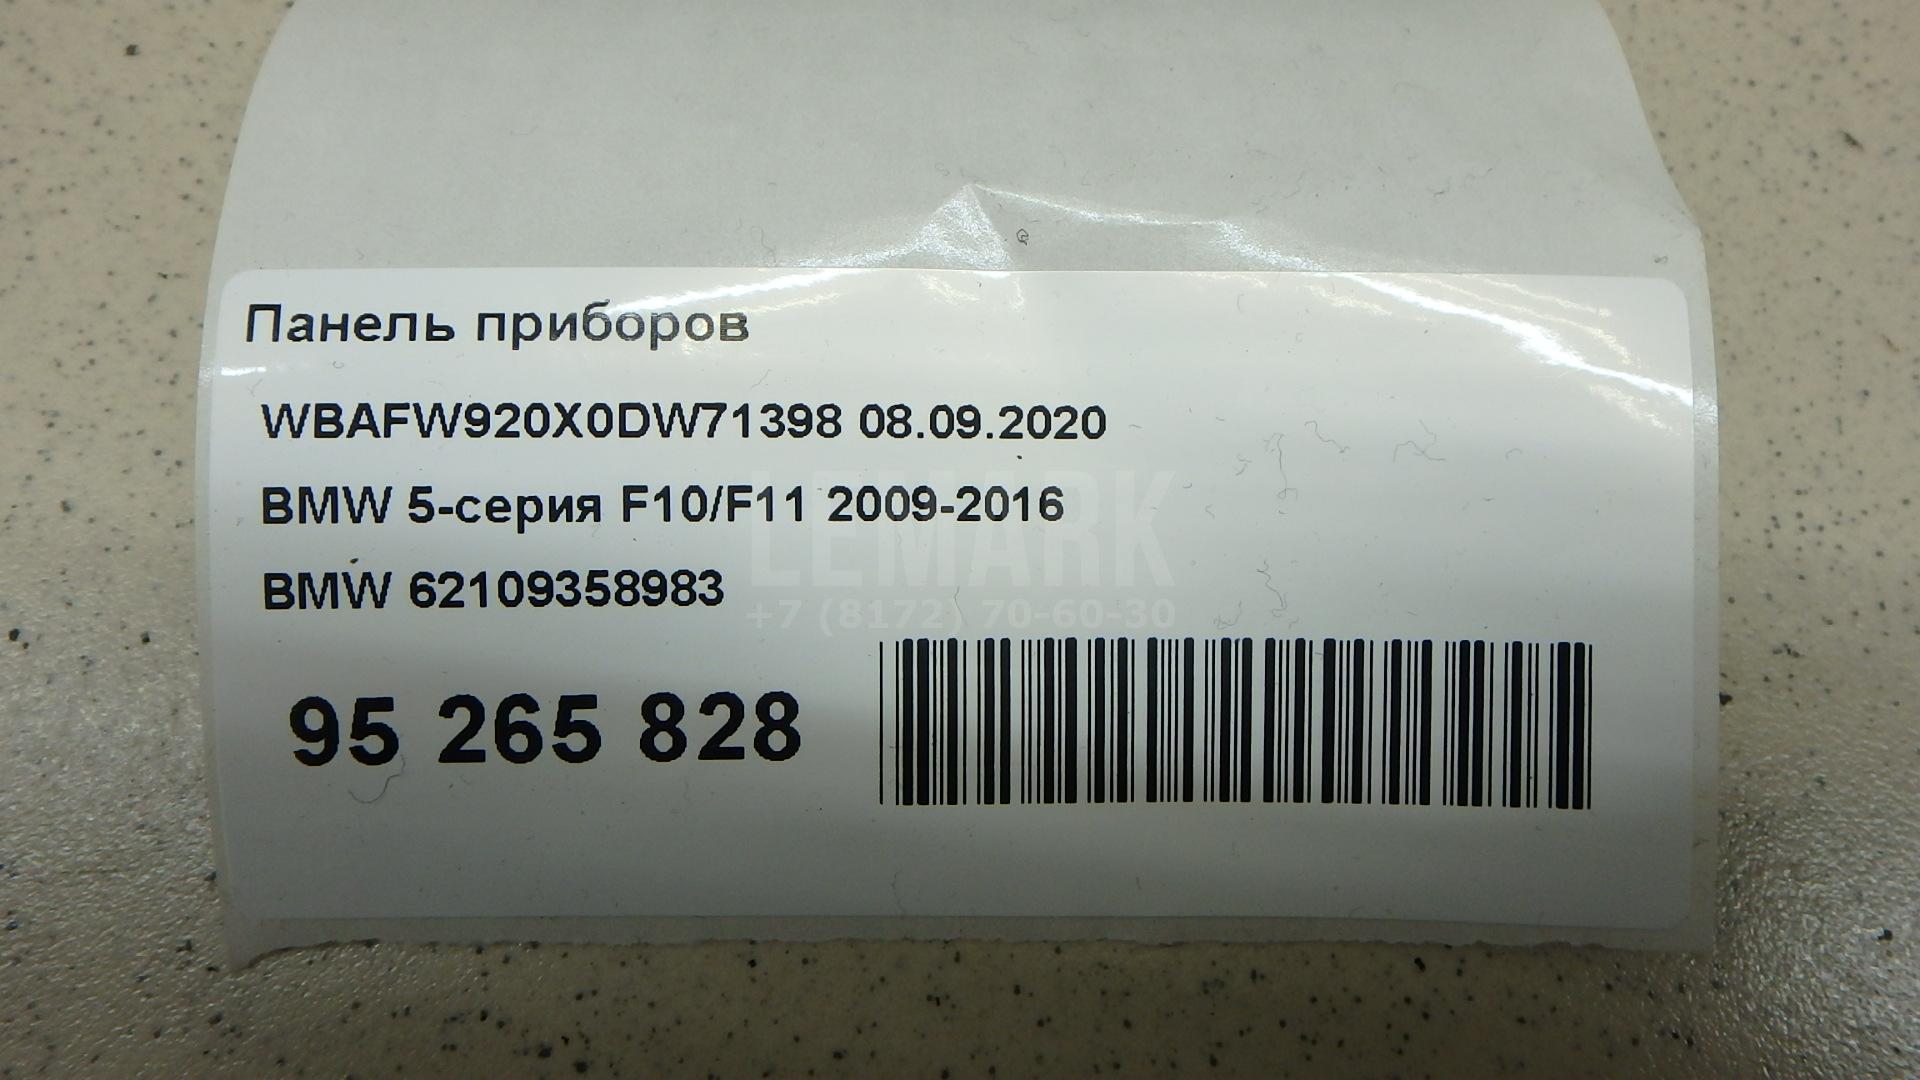 Панель приборов
WBAFW920X0DW71398 08.09.2020
BMW 5-серия F10/F11 2009-2016
BMW 62109358983
LEMARK
+7 (8172) 70-60-30
95 265 828